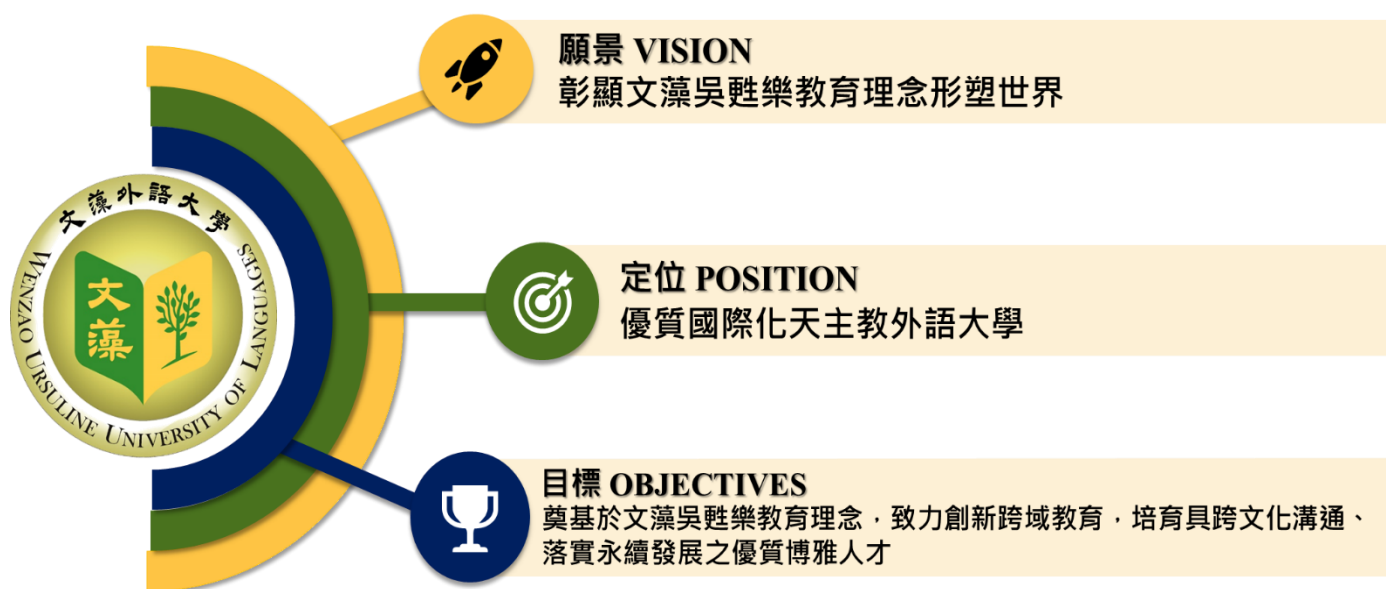 文藻外語大學
文藻
WENZAO URSULINE UNIVERSITY OF LANGUAGES
願景 VISION
彰顯文藻吳甦樂教育理念形塑世界
定位 POSITION
優質國際化天主教外語大學
目標 OBJECTIVES
奠基於文藻吳甦樂教育理念，致力創新跨域教育，培育具跨文化溝通、
落實永續發展之優質博雅人才